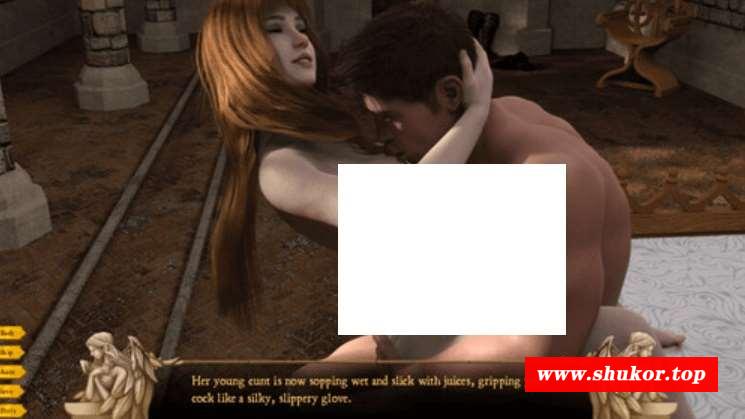 Her young cunt is now sopping wet and slick with juices, gripping
cock like a silky, slippery glove.
www.shukor.top